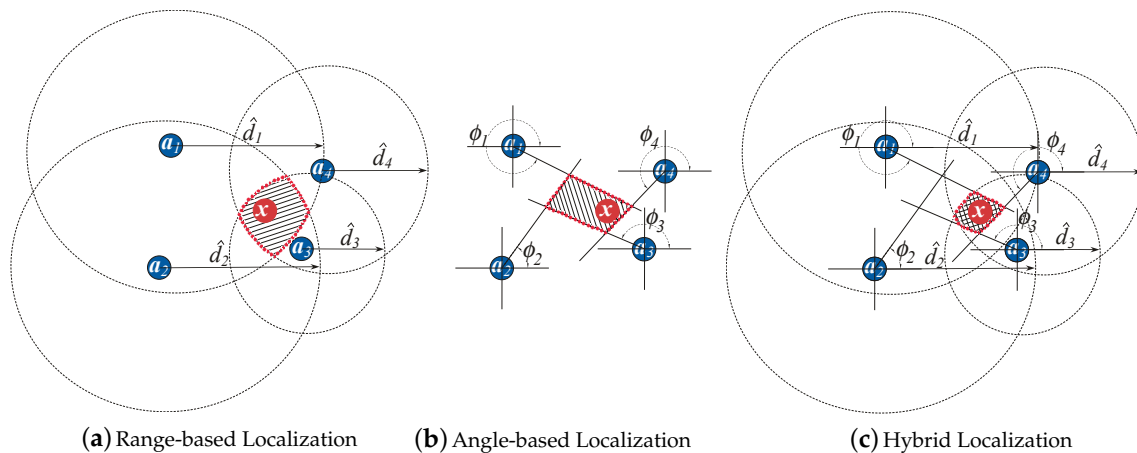 a1
d̂1
a4
d̂4
x
a3
d̂3
a2
d̂2
(a) Range-based Localization
ϕ1
a1
ϕ4
a4
x
ϕ3
a3
a2
ϕ2
(b) Angle-based Localization
ϕ1
a1
d̂1
ϕ4
a4
d̂4
x
ϕ3
a3
d̂3
a2
ϕ2
d̂2
(c) Hybrid Localization